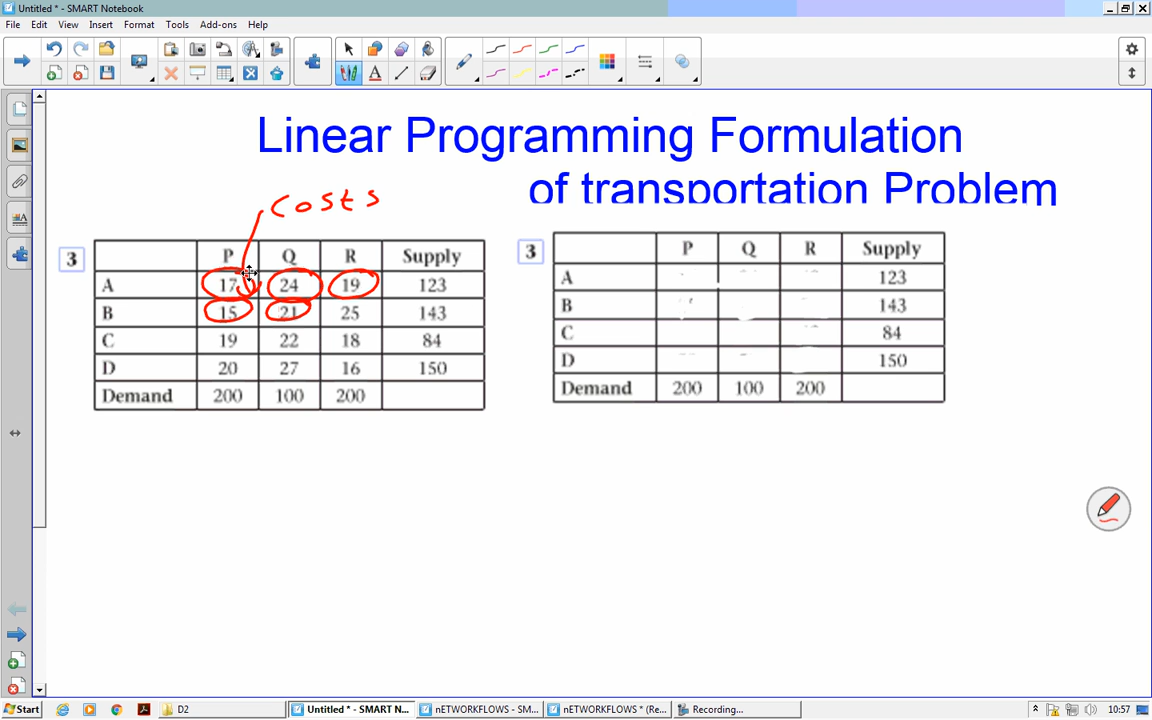 Untitled * - SMART Notebook
File Edit View Insert Format Tools Add-ons Help
Linear Programming Formulation
of transportation Problem
costs
3
P Q R Supply
A 17 24 19 123
B 15 21 25 143
C 19 22 18 84
D 20 27 16 150
Demand 200 100 200
3
P Q R Supply
A 123
B 143
C 84
D 150
Demand 200 100 200
Start D2 Untitled * - SMART N... nETWORKFLOWS - SM... nETWORKFLOWS * (Re... Recording... 10:57